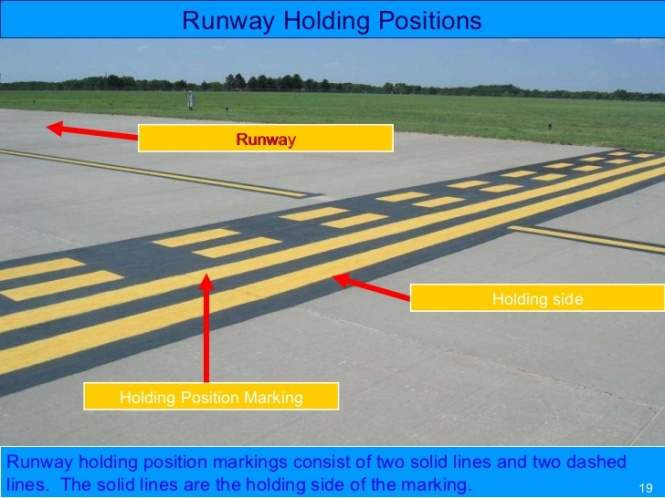 Runway Holding Positions
Runway
Holding side
Holding Position Marking
Runway holding position markings consist of two solid lines and two dashed
lines.  The solid lines are the holding side of the marking.
19